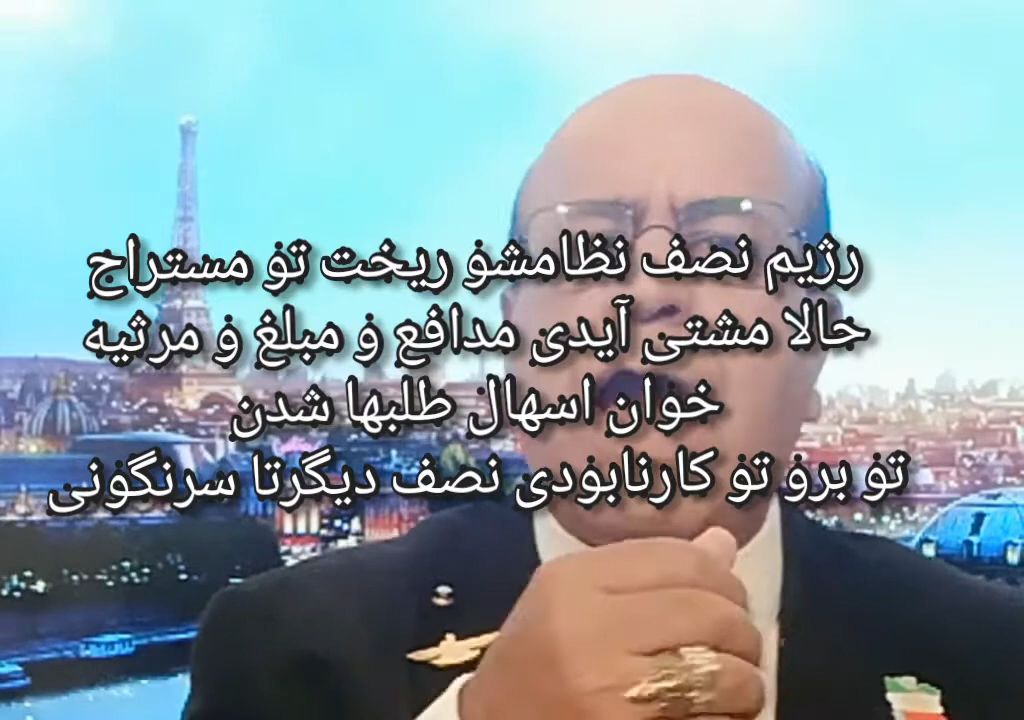 رژیم نصف نظامشو ریخت تو مستراج
حالا مشتی آیدی مدافع و مبلغ و مرثیه
خوان اسهال طلبها شدن
تو برو تو کارنابودی نصف دیگرتا سرنگونی